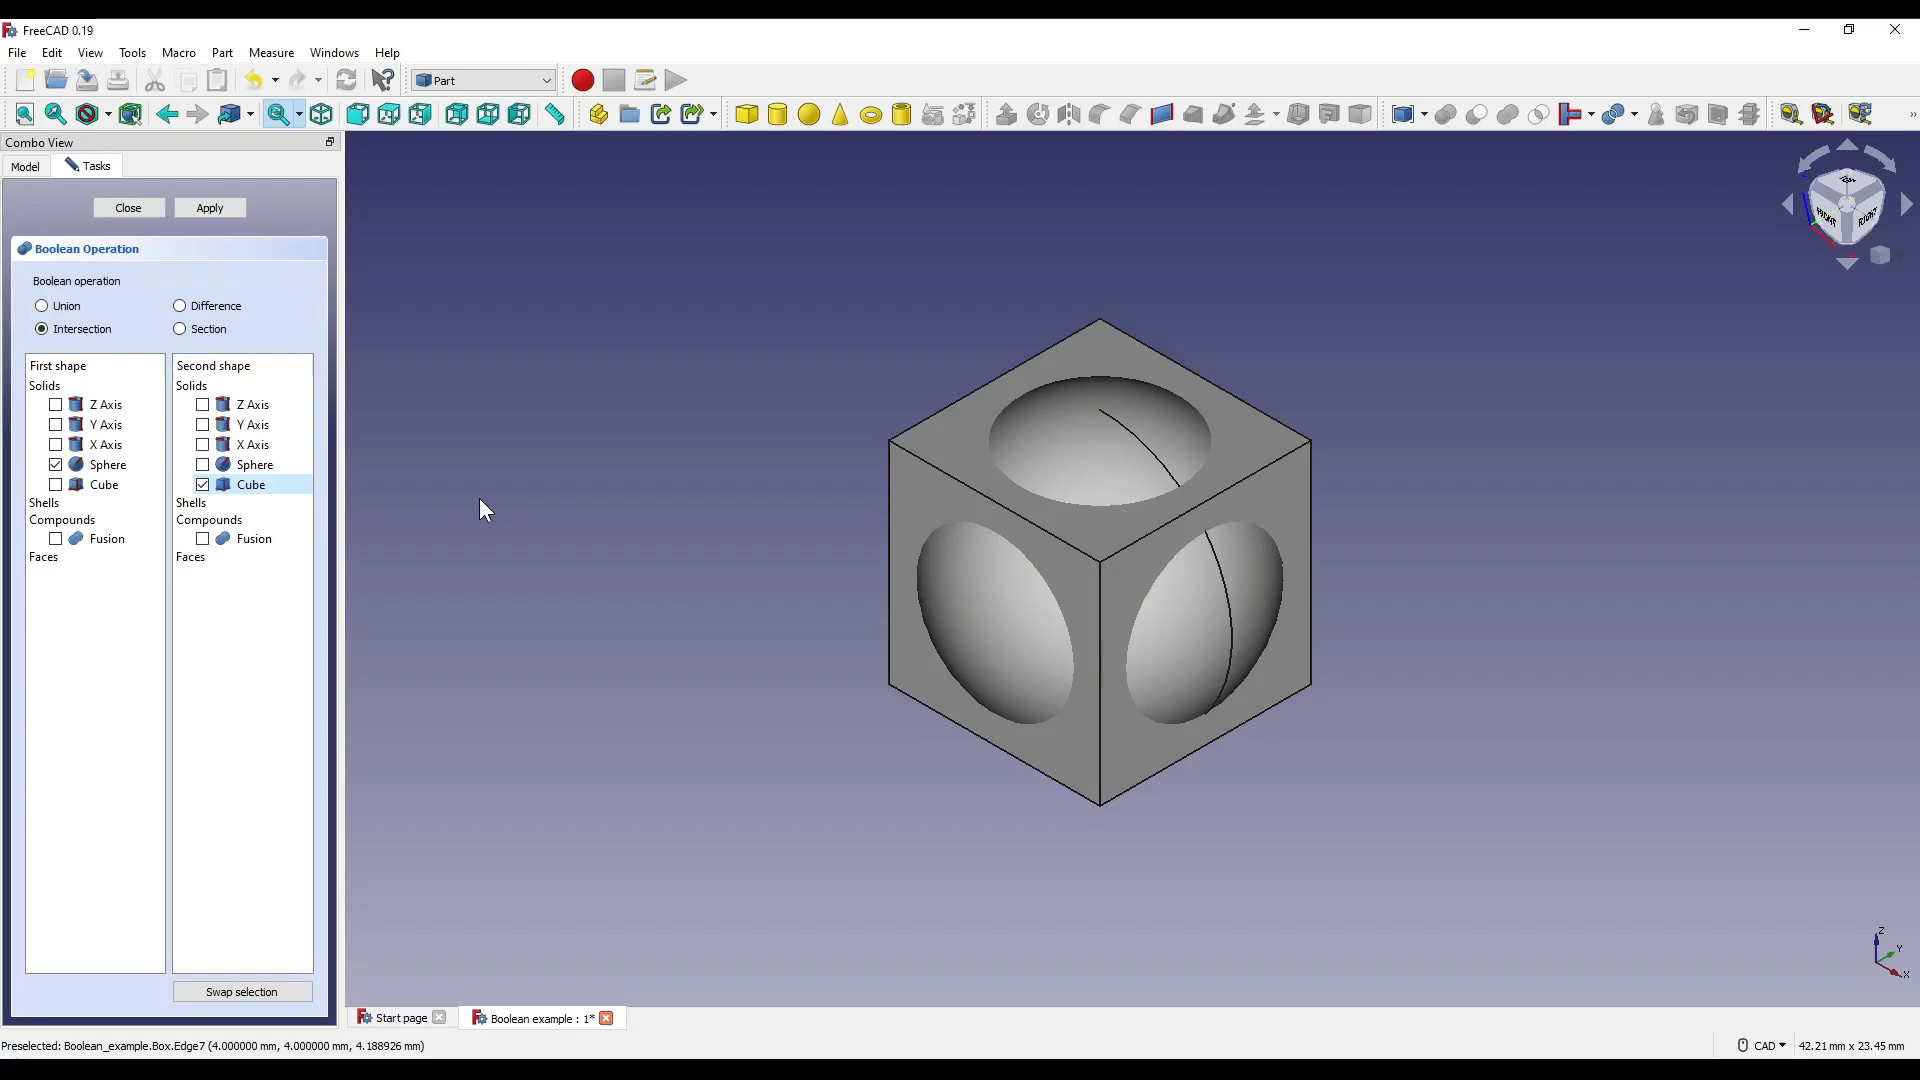 FreeCAD 0.19
File Edit View Tools Macro Part Measure Windows Help
Part
Combo View
Model Tasks
Close Apply
Boolean Operation
Boolean operation
Union Difference
Intersection Section
First shape Second shape
Solids Solids
Z Axis Z Axis
Y Axis Y Axis
X Axis X Axis
Sphere Sphere
Cube Cube
Shells Shells
Compounds Compounds
Fusion Fusion
Faces Faces
Swap selection
TOP
FRONT RIGHT
Z
Y
X
Start page Boolean example : 1*
Preselected: Boolean_example.Box.Edge7 (4.000000 mm, 4.000000 mm, 4.188926 mm)
CAD 42.21 mm x 23.45 mm